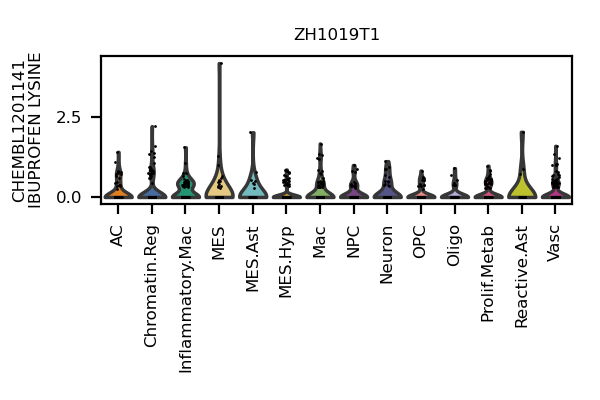 ZH1019T1
CHEMBL1201141
IBUPROFEN LYSINE
2.5
0.0
AC
Chromatin.Reg
Inflammatory.Mac
MES
MES.Ast
MES.Hyp
Mac
NPC
Neuron
OPC
Oligo
Prolif.Metab
Reactive.Ast
Vasc